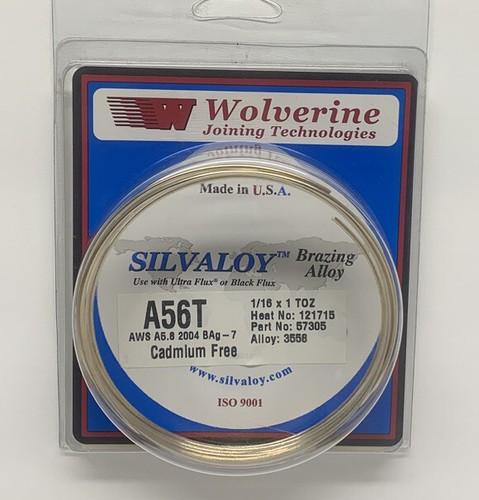 W Wolverine
Joining Technologies
Made in U.S.A.
SILVALOY™ Brazing
Alloy
Use with Ultra Flux® or Black Flux
A56T
AWS A5.8 2004 BAg-7
Cadmium Free
1/16 x 1 TOZ
Heat No: 121715
Part No: 57305
Alloy: 3556
www.silvaloy.com
ISO 9001